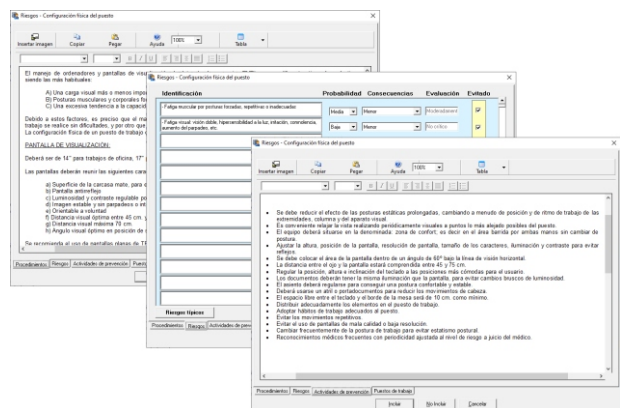 Riesgos - Configuración física del puesto
Insertar imagen Copiar Pegar Ayuda 100% Tabla
El manejo de ordenadores y pantallas de
siendo las más habituales:
A) Una carga visual más o menos
B) Posturas musculares y corporales
C) Una excesiva tendencia a la
Debido a estos factores, es preciso que el
trabajo se realice sin dificultades, y por otro que
La configuración física de un puesto de trabajo
PANTALLA DE VISUALIZACIÓN:
Deberá ser de 14" para trabajos de oficina, 17"
Las pantallas deberán reunir las siguientes
a) Superficie de la carcasa mate, para
b) Pantalla antirreflejo
c) Luminosidad y contraste regulable
d) Imagen estable y sin parpadeos
e) Orientable a voluntad
f) Distancia visual óptima entre 45 cm.
g) Distancia visual máxima 70 cm.
h) Ángulo visual óptimo en posición de
Se recomienda el uso de pantallas planas de
Procedimientos Riesgos Actividades de prevención
Riesgos - Configuración física del puesto
Identificación Probabilidad Consecuencias Evaluación Evitado
- Fatiga muscular por posturas forzadas, repetitivas o inadecuadas. Media Menor
- Fatiga visual: visión doble, hipersensibilidad a la luz, irritación, somnolencia, Baja Menor No crítico
aumento del parpadeo, etc.
Riesgos típicos
Procedimientos Riesgos Actividades de
Riesgos - Configuración física del puesto
Insertar imagen Copiar Pegar Ayuda 100% Tabla
• Se debe reducir el efecto de las posturas estáticas prolongadas, cambiando a menudo de posición y de ritmo de trabajo de las
extremidades, columna y del aparato visual.
• Es conveniente relajar la vista realizando periódicamente visuales a puntos lo más alejado posibles del puesto.
• El equipo deberá situarse en la denominada: zona de confort, es decir en el área barrida por ambas manos sin cambiar de
postura.
• Ajustar la altura, posición de la pantalla, resolución de pantalla, tamaño de los caracteres, iluminación y contraste para evitar
reflejos.
• Se debe colocar el área de la pantalla dentro de un ángulo de 60º bajo la línea de visión horizontal.
• La distancia entre el ojo y la pantalla estará comprendida entre 45 y 75 cm.
• Regular la posición, altura e inclinación del teclado a las posiciones más cómodas para el usuario.
• Los documentos deberán tener la misma iluminación que la pantalla, para evitar cambios bruscos de luminosidad.
• El asiento deberá regularse para conseguir una postura confortable y estable.
• Deberá usarse un atril o portadocumentos para reducir los movimientos de cabeza.
• El espacio libre entre el teclado y el borde de la mesa será de 10 cm. como mínimo.
• Distribuir adecuadamente los elementos en el puesto de trabajo.
• Adoptar hábitos de trabajo adecuados al puesto.
• Evitar los movimientos repetitivos.
• Evitar el uso de pantallas de mala calidad o baja resolución.
• Cambiar frecuentemente de la postura de trabajo para evitar estatismo postural.
• Reconocimientos médicos frecuentes con periodicidad ajustada al nivel de riesgo a juicio del médico.
Procedimientos Riesgos Actividades de prevención Puestos de trabajo
Incluir No Incluir Cancelar